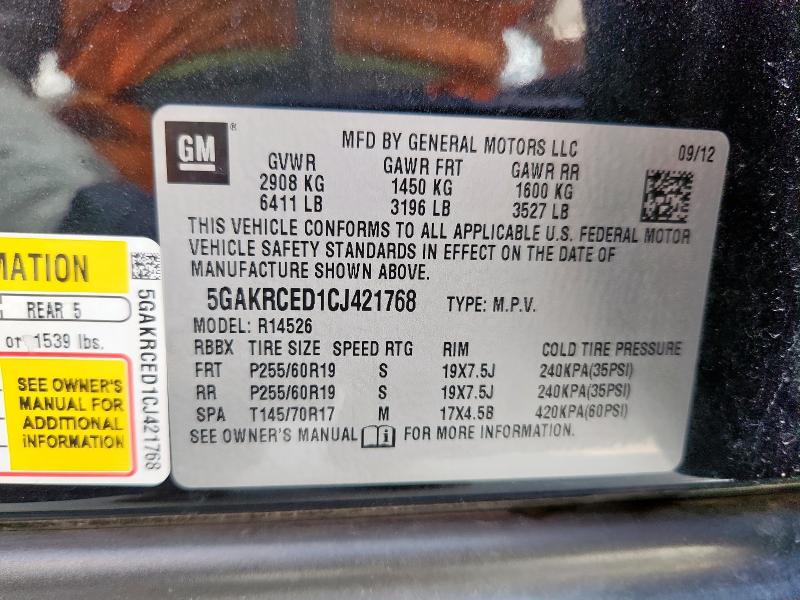 GM®
MFD BY GENERAL MOTORS LLC
09/12
GVWR GAWR FRT GAWR RR
2908 KG 1450 KG 1600 KG
6411 LB 3196 LB 3527 LB
THIS VEHICLE CONFORMS TO ALL APPLICABLE U.S. FEDERAL MOTOR
VEHICLE SAFETY STANDARDS IN EFFECT ON THE DATE OF
MANUFACTURE SHOWN ABOVE.
5GAKRCED1CJ421768 TYPE: M.P.V.
MODEL: R14526
RBBX TIRE SIZE SPEED RTG RIM COLD TIRE PRESSURE
FRT P255/60R19 S 19X7.5J 240KPA(35PSI)
RR P255/60R19 S 19X7.5J 240KPA(35PSI)
SPA T145/70R17 M 17X4.5B 420KPA(60PSI)
SEE OWNER'S MANUAL FOR MORE INFORMATION.
MATION
REAR 5
or 1539 lbs.
SEE OWNER'S
MANUAL FOR
ADDITIONAL
INFORMATION
5GAKRCED1CJ421768